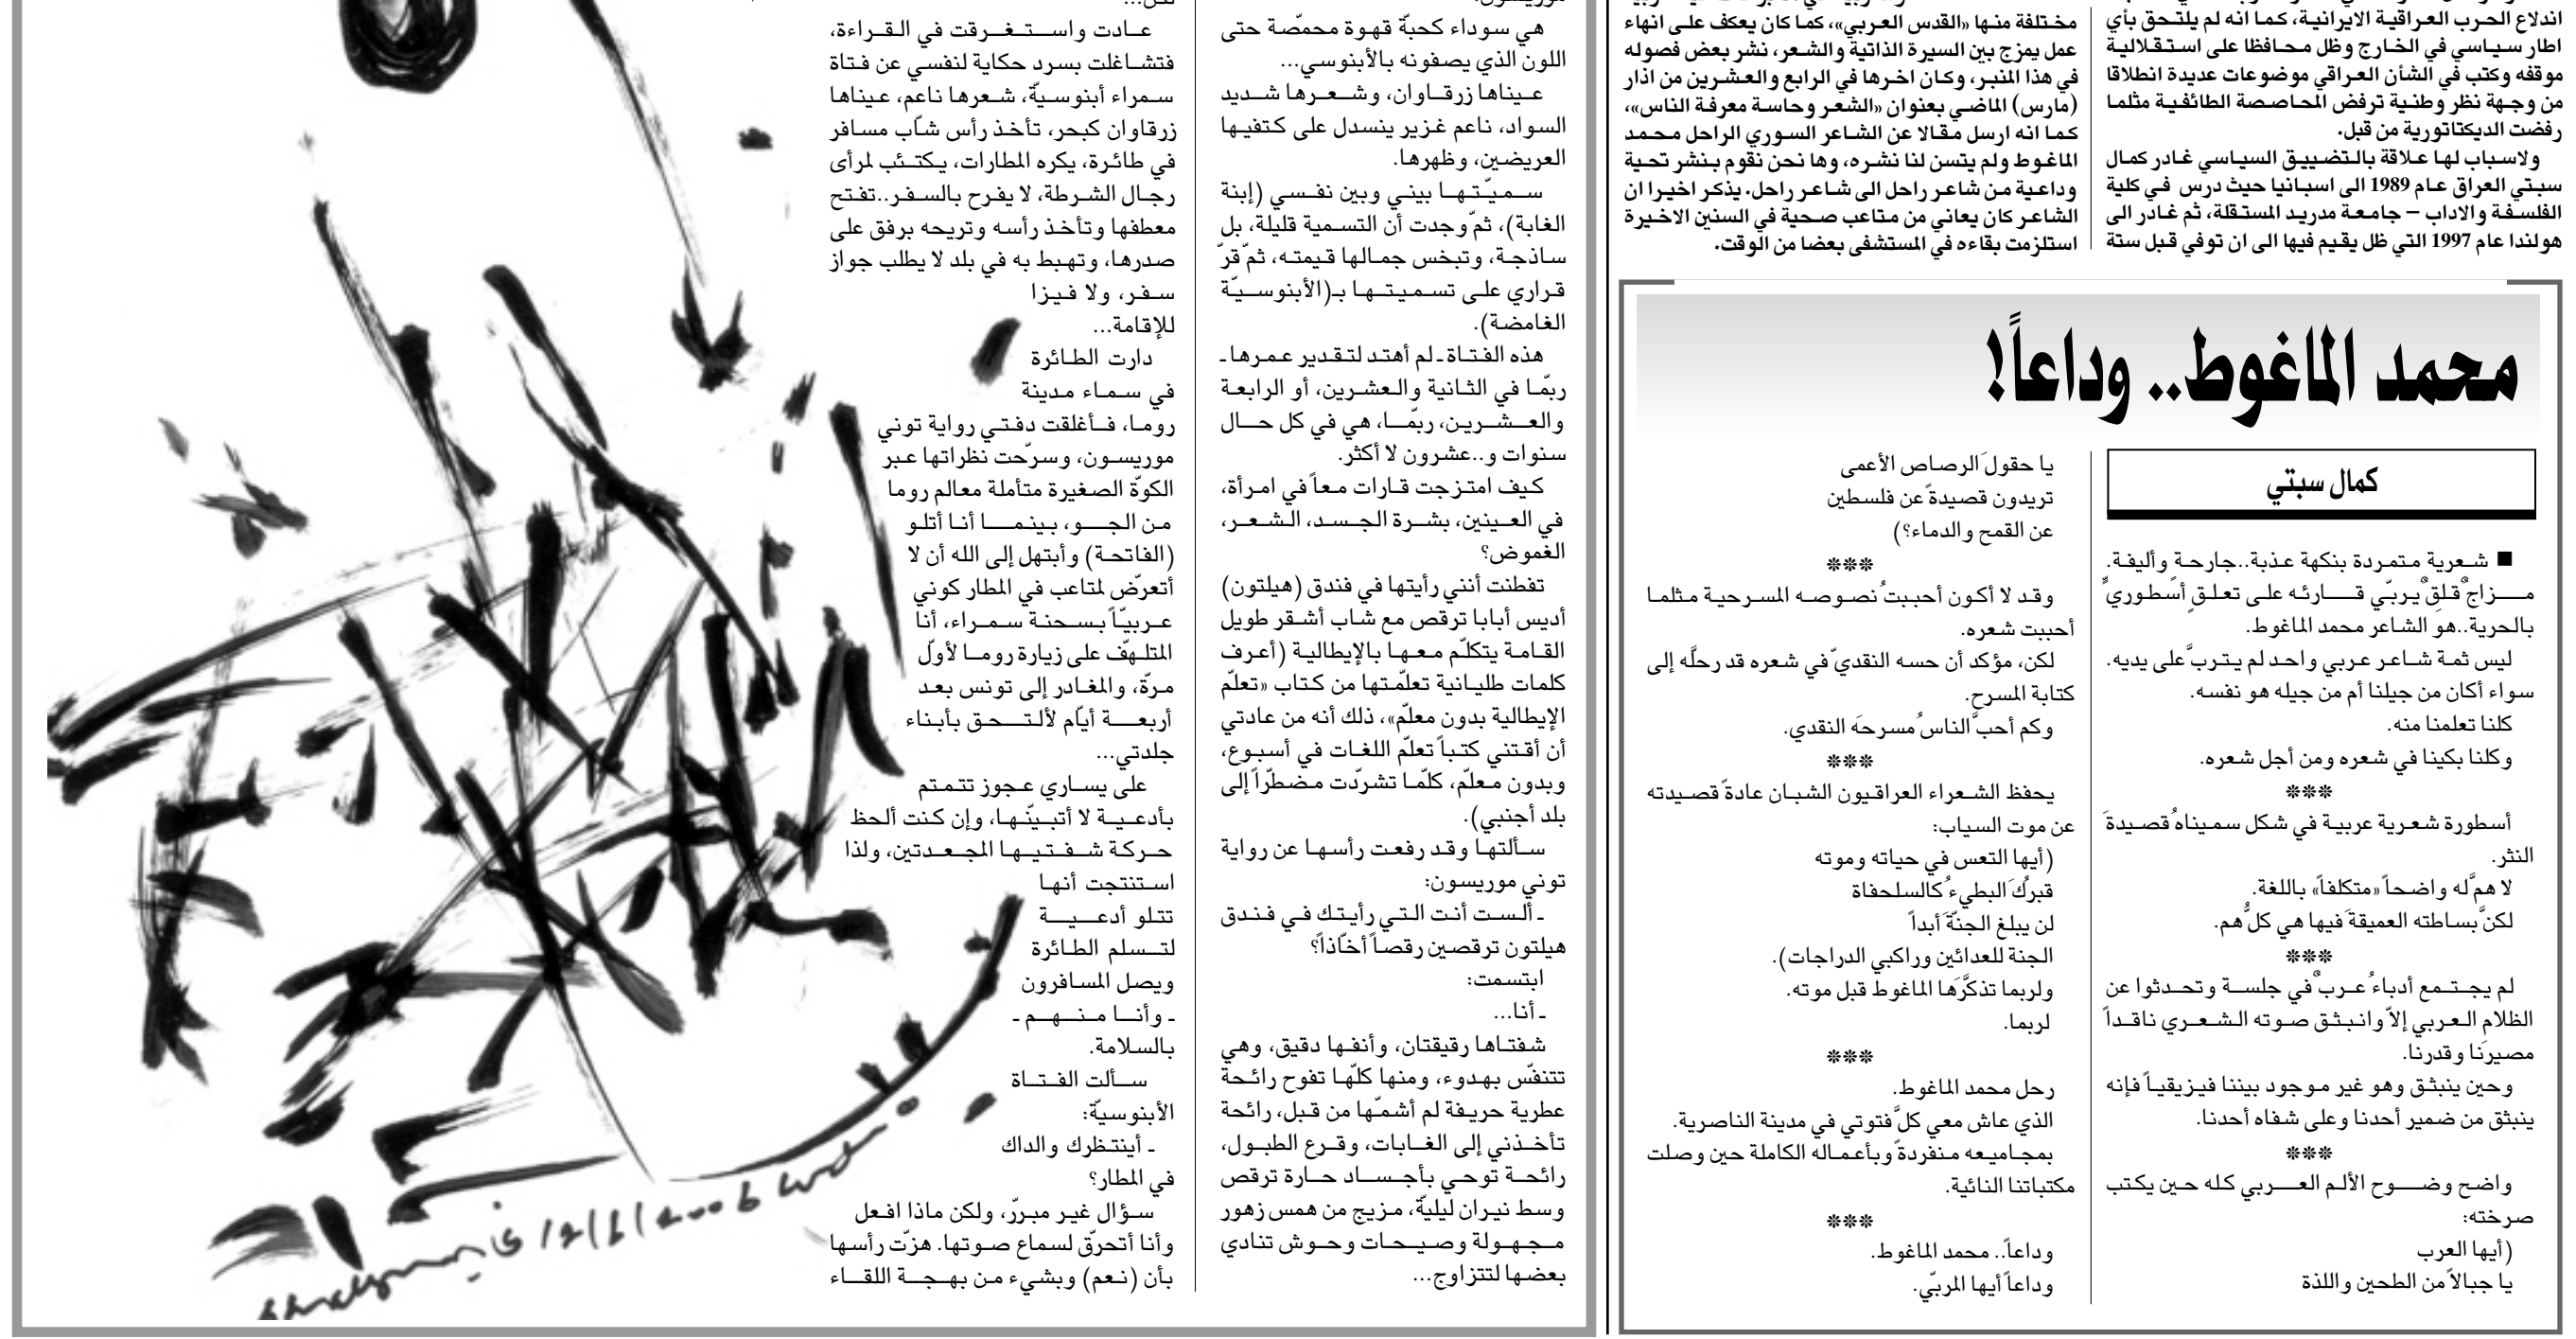 اندلاع الحرب العراقية الايرانية، كما انه لم يلتحق بأي
اطار سياسي في الخارج وظل محافظا على استقلالية
موقفه وكتب في الشأن العراقي موضوعات عديدة انطلاقا
من وجهة نظر وطنية ترفض المحاصصة الطائفية مثلما
رفضت الديكتاتورية من قبل.
ولاسباب لها علاقة بالتضييق السياسي غادر كمال
سبتي العراق عام 1989 الى اسبانيا حيث درس في كلية
الفلسفة والاداب – جامعة مدريد المستقلة، ثم غادر الى
هولندا عام 1997 التي ظل يقيم فيها الى ان توفي قبل ستة
مختلفة منها «القدس العربي»، كما كان يعكف على انهاء
عمل يمزج بين السيرة الذاتية والشعر، نشر بعض فصوله
في هذا المنبر، وكان اخرها في الرابع والعشرين من اذار
(مارس) الماضي بعنوان «الشعر وحاسة معرفة الناس»،
كما انه ارسل مقالا عن الشاعر السوري الراحل محمد
الماغوط ولم يتسن لنا نشره، وها نحن نقوم بنشر تحية
وداعية من شاعر راحل الى شاعر راحل. يذكر اخيرا ان
الشاعر كان يعاني من متاعب صحية في السنين الاخيرة
استلزمت بقاءه في المستشفى بعضا من الوقت.
محمد الماغوط.. وداعاً!
كمال سبتي
■ شعرية متمردة بنكهة عذبة..جارحة وأليفة.
مزاجٌ قلقٌ يربّي قارئه على تعلقٍ أسطوريٍّ
بالحرية..هو الشاعر محمد الماغوط.
ليس ثمة شاعر عربي واحد لم يتربَّ على يديه.
سواء أكان من جيلنا أم من جيله هو نفسه.
كلنا تعلمنا منه.
وكلنا بكينا في شعره ومن أجل شعره.
***
أسطورة شعرية عربية في شكل سميناهُ قصيدةَ
النثر.
لا همَّ له واضحاً «متكلفاً» باللغة.
لكنَّ بساطته العميقةَ فيها هي كلُّ هم.
***
لم يجتمع أدباءُ عربٌ في جلسة وتحدثوا عن
الظلام العربي إلاّ وانبثق صوته الشعري ناقداً
مصيرَنا وقدرنا.
وحين ينبثق وهو غير موجود بيننا فيزيقياً فإنه
ينبثق من ضمير أحدنا وعلى شفاه أحدنا.
***
واضح وضوح الألم العربي كله حين يكتب
صرخته:
(أيها العرب
يا جبالاً من الطحين واللذة
يا حقولَ الرصاص الأعمى
تريدون قصيدةً عن فلسطين
عن القمح والدماء؟)
***
وقد لا أكون أحببتُ نصوصه المسرحية مثلما
أحببت شعره.
لكن، مؤكد أن حسه النقديّ في شعره قد رحلَّه إلى
كتابة المسرح.
وكم أحبَّ الناسُ مسرحَه النقدي.
***
يحفظ الشعراء العراقيون الشبان عادةً قصيدته
عن موت السياب:
(أيها التعس في حياته وموته
قبرُكَ البطيءُ كالسلحفاة
لن يبلغ الجنّةَ أبداً
الجنة للعدائين وراكبي الدراجات).
ولربما تذكَّرَها الماغوط قبل موته.
لربما.
***
رحل محمد الماغوط.
الذي عاش معي كلَّ فتوتي في مدينة الناصرية.
بمجاميعه منفردةً وبأعماله الكاملة حين وصلت
مكتباتنا النائية.
***
وداعاً.. محمد الماغوط.
وداعاً أيها المربّي.
هي سوداء كحبّة قهوة محمصّة حتى
اللون الذي يصفونه بالأبنوسي...
عيناها زرقاوان، وشعرها شديد
السواد، ناعم غزير ينسدل على كتفيها
العريضين، وظهرها.
سميّتها بيني وبين نفسي (إبنة
الغابة)، ثمّ وجدت أن التسمية قليلة، بل
ساذجة، وتبخس جمالها قيمته، ثمّ قرّ
قراري على تسميتها بـ(الأبنوسيّة
الغامضة).
هذه الفتاة ـ لم أهتد لتقدير عمرها ـ
ربّما في الثانية والعشرين، أو الرابعة
والعشرين، ربمّا، هي في كل حال
سنوات و..عشرون لا أكثر.
كيف امتزجت قارات معاً في امرأة،
في العينين، بشرة الجسد، الشعر،
الغموض؟
تفطنت أنني رأيتها في فندق (هيلتون)
أديس أبابا ترقص مع شاب أشقر طويل
القامة يتكلّم معها بالإيطالية (أعرف
كلمات طليانية تعلمّتها من كتاب «تعلمّ
الإيطالية بدون معلمّ»، ذلك أنه من عادتي
أن أقتني كتباً تعلمّ اللغات في أسبوع،
وبدون معلمّ، كلمّا تشردّت مضطرّاً إلى
بلد أجنبي).
سألتها وقد رفعت رأسها عن رواية
توني موريسون:
ـ ألست أنت التي رأيتك في فندق
هيلتون ترقصين رقصاً أخّاذاً؟
ابتسمت:
ـ أنا...
شفتاها رقيقتان، وأنفها دقيق، وهي
تتنفّس بهدوء، ومنها كلهّا تفوح رائحة
عطرية حريفة لم أشمّها من قبل، رائحة
تأخذني إلى الغابات، وقرع الطبول،
رائحة توحي بأجساد حارة ترقص
وسط نيران ليليّة، مزيج من همس زهور
مجهولة وصيحات وحوش تنادي
بعضها لتتزاوج...
عادت واستغرقت في القراءة،
فتشاغلت بسرد حكاية لنفسي عن فتاة
سمراء أبنوسيّة، شعرها ناعم، عيناها
زرقاوان كبحر، تأخذ رأس شاّب مسافر
في طائرة، يكره المطارات، يكتئب لمرأى
رجال الشرطة، لا يفرح بالسفر..تفتح
معطفها وتأخذ رأسه وتريحه برفق على
صدرها، وتهبط به في بلد لا يطلب جواز
سفر، ولا فيزا
للإقامة...
دارت الطائرة
في سماء مدينة
روما، فأغلقت دفتي رواية توني
موريسون، وسرّحت نظراتها عبر
الكوّة الصغيرة متأملة معالم روما
من الجو، بينما أنا أتلو
(الفاتحة) وأبتهل إلى الله أن لا
أتعرّض لمتاعب في المطار كوني
عربيّاً بسحنة سمراء، أنا
المتلهفّ على زيارة روما لأولّ
مرّة، والمغادر إلى تونس بعد
أربعة أيّام لألتحق بأبناء
جلدتي...
على يساري عجوز تتمتم
بأدعية لا أتبينّها، وإن كنت ألحظ
حركة شفتيها المجعدتين، ولذا
استنتجت أنها
تتلو أدعية
لتسلم الطائرة
ويصل المسافرون
ـ وأنا منهم ـ
بالسلامة.
سألت الفتاة
الأبنوسيّة:
ـ أينتظرك والداك
في المطار؟
سؤال غير مبررّ، ولكن ماذا افعل
وأنا أتحرقّ لسماع صوتها. هزتّ رأسها
بأن (نعم) وبشيء من بهجة اللقاء